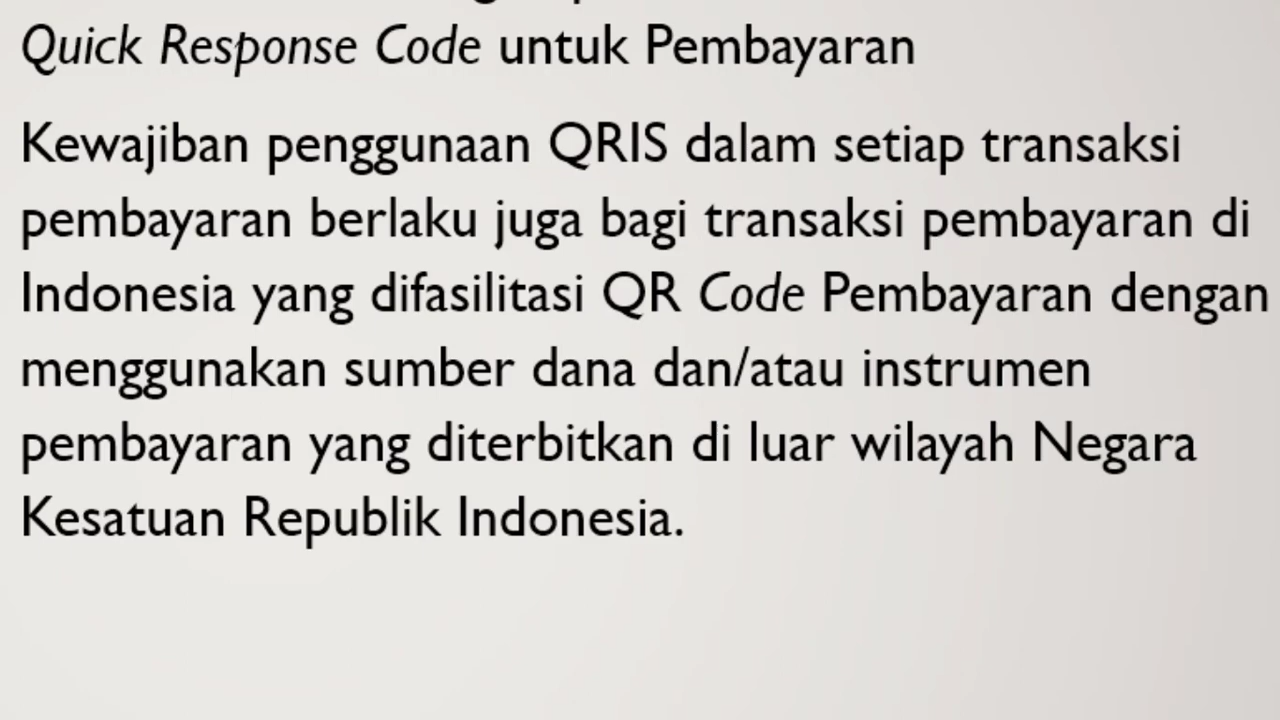 Quick Response Code untuk Pembayaran
Kewajiban penggunaan QRIS dalam setiap transaksi
pembayaran berlaku juga bagi transaksi pembayaran di
Indonesia yang difasilitasi QR Code Pembayaran dengan
menggunakan sumber dana dan/atau instrumen
pembayaran yang diterbitkan di luar wilayah Negara
Kesatuan Republik Indonesia.